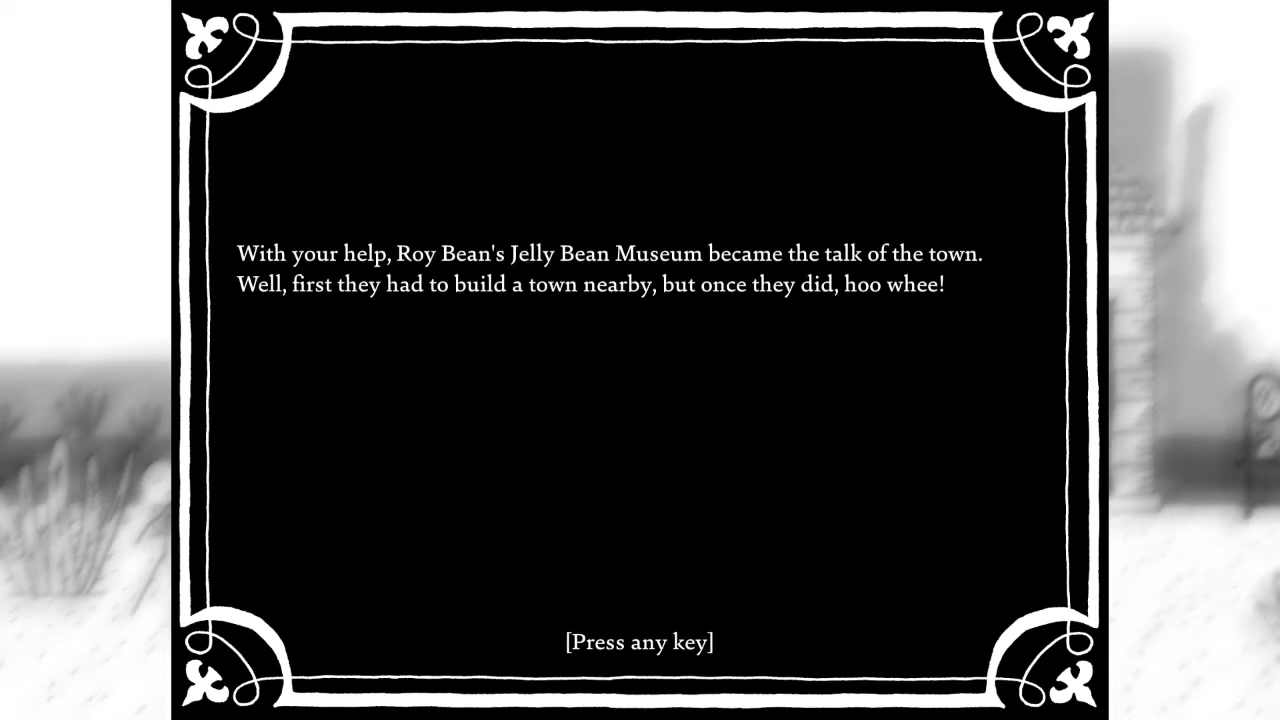 With your help, Roy Bean's Jelly Bean Museum became the talk of the town.
Well, first they had to build a town nearby, but once they did, hoo whee!
[Press any key]